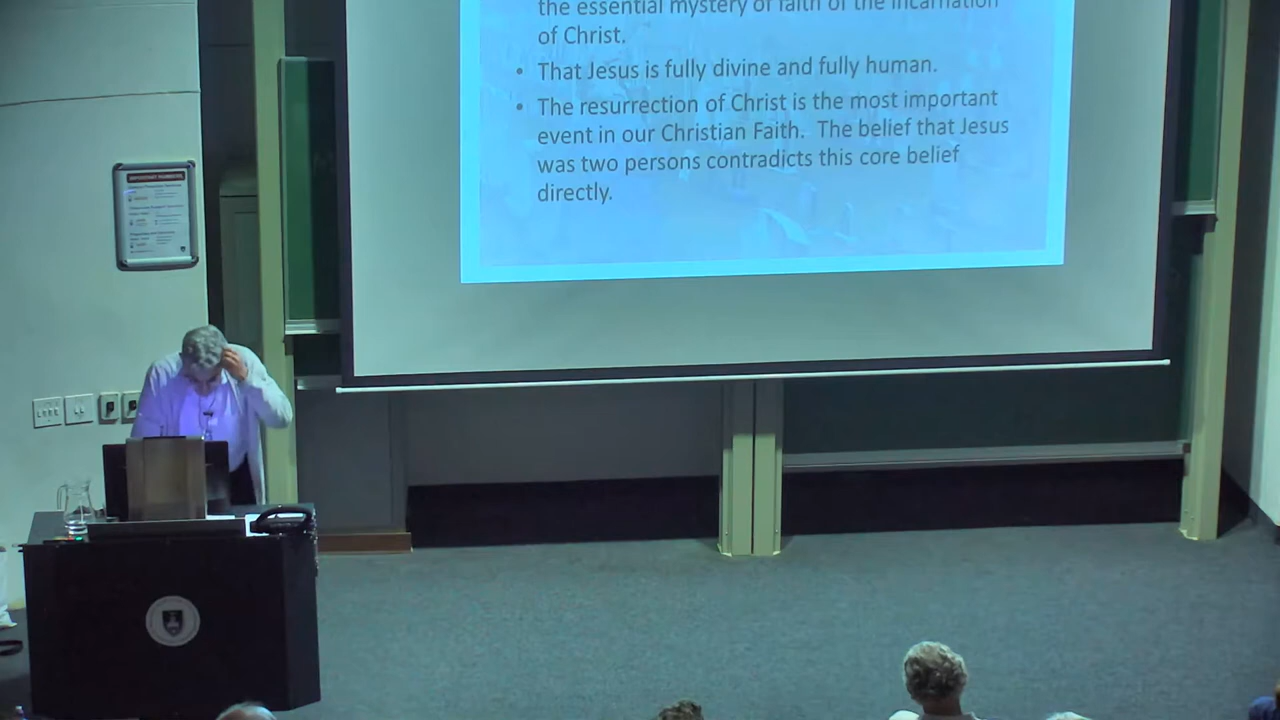 the essential mystery of faith of the incarnation
of Christ.
• That Jesus is fully divine and fully human.
• The resurrection of Christ is the most important
event in our Christian Faith. The belief that Jesus
was two persons contradicts this core belief
directly.
IMPORTANT NUMBERS